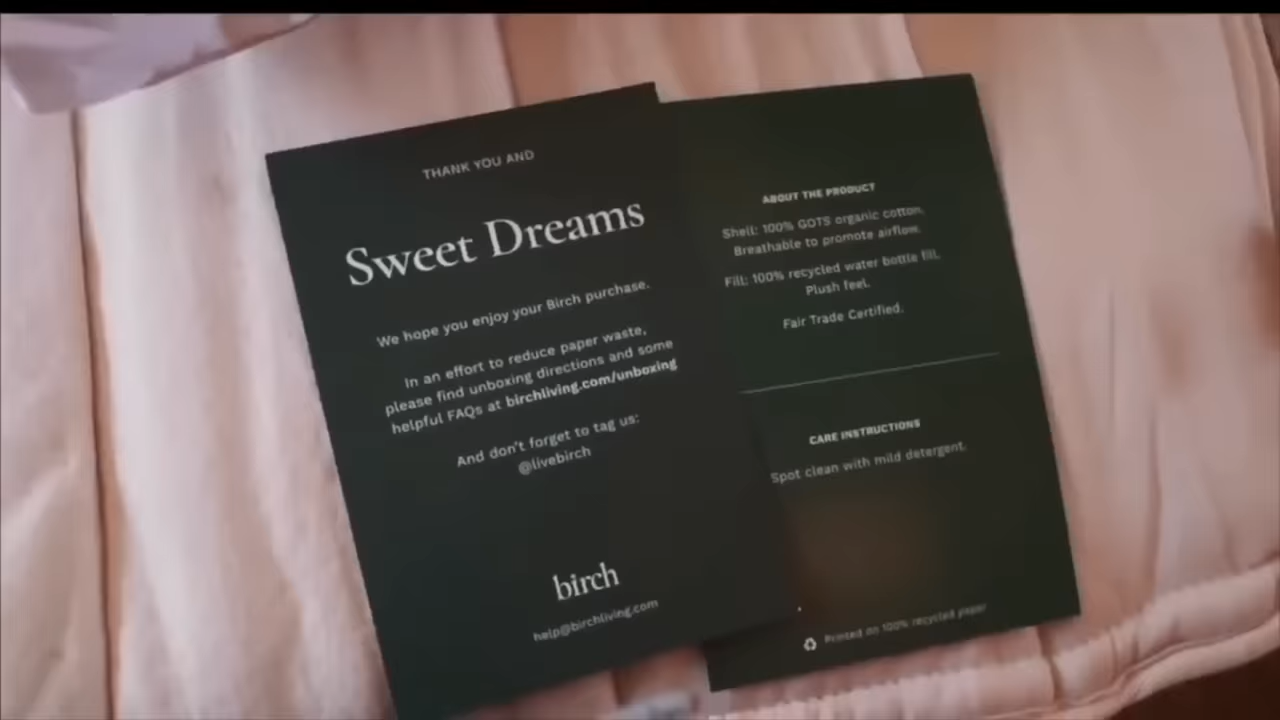 THANK YOU AND
Sweet Dreams
We hope you enjoy your Birch purchase.
In an effort to reduce paper waste,
please find unboxing directions and some
helpful FAQs at birchliving.com/unboxing
And don't forget to tag us:
@livebirch
birch
help@birchliving.com
ABOUT THE PRODUCT
Shell: 100% GOTS organic cotton.
Breathable to promote airflow.
Fill: 100% recycled water bottle fill.
Plush feel.
Fair Trade Certified.
CARE INSTRUCTIONS
Spot clean with mild detergent.
Printed on 100% recycled paper